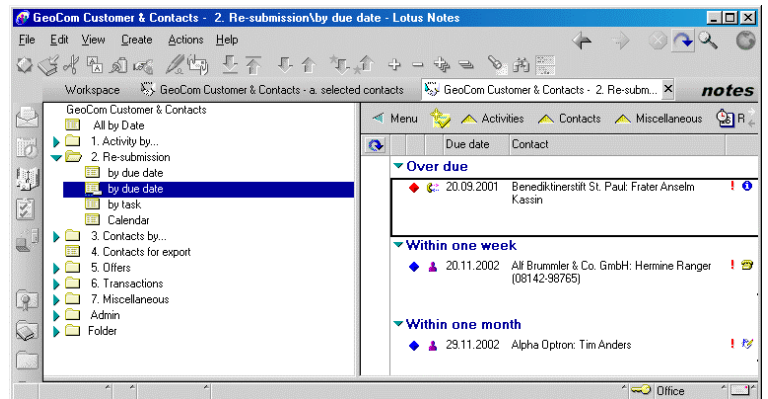 GeoCom Customer & Contacts - 2. Re-submission\by due date - Lotus Notes
File Edit View Create Actions Help
Workspace GeoCom Customer & Contacts - a. selected contacts GeoCom Customer & Contacts - 2. Re-subm... notes
GeoCom Customer & Contacts
All by Date
1. Activity by...
2. Re-submission
by due date
by due date
by task
Calendar
3. Contacts by...
4. Contacts for export
5. Offers
6. Transactions
7. Miscellaneous
Admin
Folder
Menu Activities Contacts Miscellaneous R
Due date Contact
Over due
20.09.2001 Benediktinerstift St. Paul: Frater Anselm
Kassin
Within one week
20.11.2002 Alf Brummler & Co. GmbH: Hermine Ranger
(08142-98765)
Within one month
29.11.2002 Alpha Optron: Tim Anders
Office